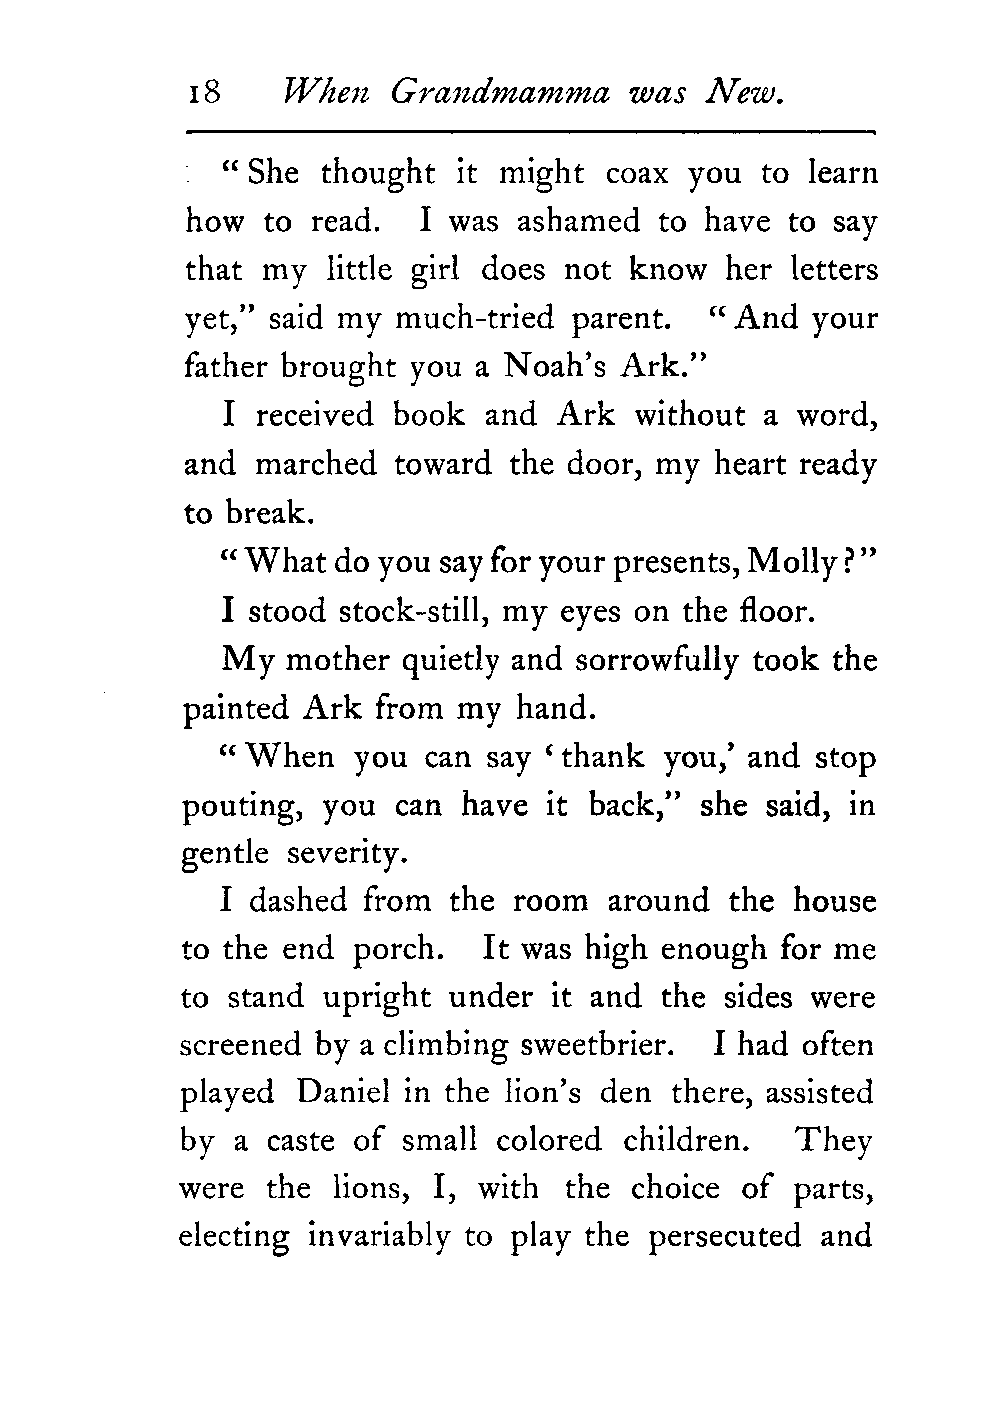 18 When Grandmamma was New.
“ She thought it might coax you to learn
how to read. I was ashamed to have to say
that my little girl does not know her letters
yet,” said my much-tried parent. “ And your
father brought you a Noah’s Ark.”
I received book and Ark without a word,
and marched toward the door, my heart ready
to break.
“ What do you say for your presents, Molly ? ”
I stood stock-still, my eyes on the floor.
My mother quietly and sorrowfully took the
painted Ark from my hand.
“ When you can say ‘ thank you,’ and stop
pouting, you can have it back,” she said, in
gentle severity.
I dashed from the room around the house
to the end porch. It was high enough for me
to stand upright under it and the sides were
screened by a climbing sweetbrier. I had often
played Daniel in the lion’s den there, assisted
by a caste of small colored children. They
were the lions, I, with the choice of parts,
electing invariably to play the persecuted and